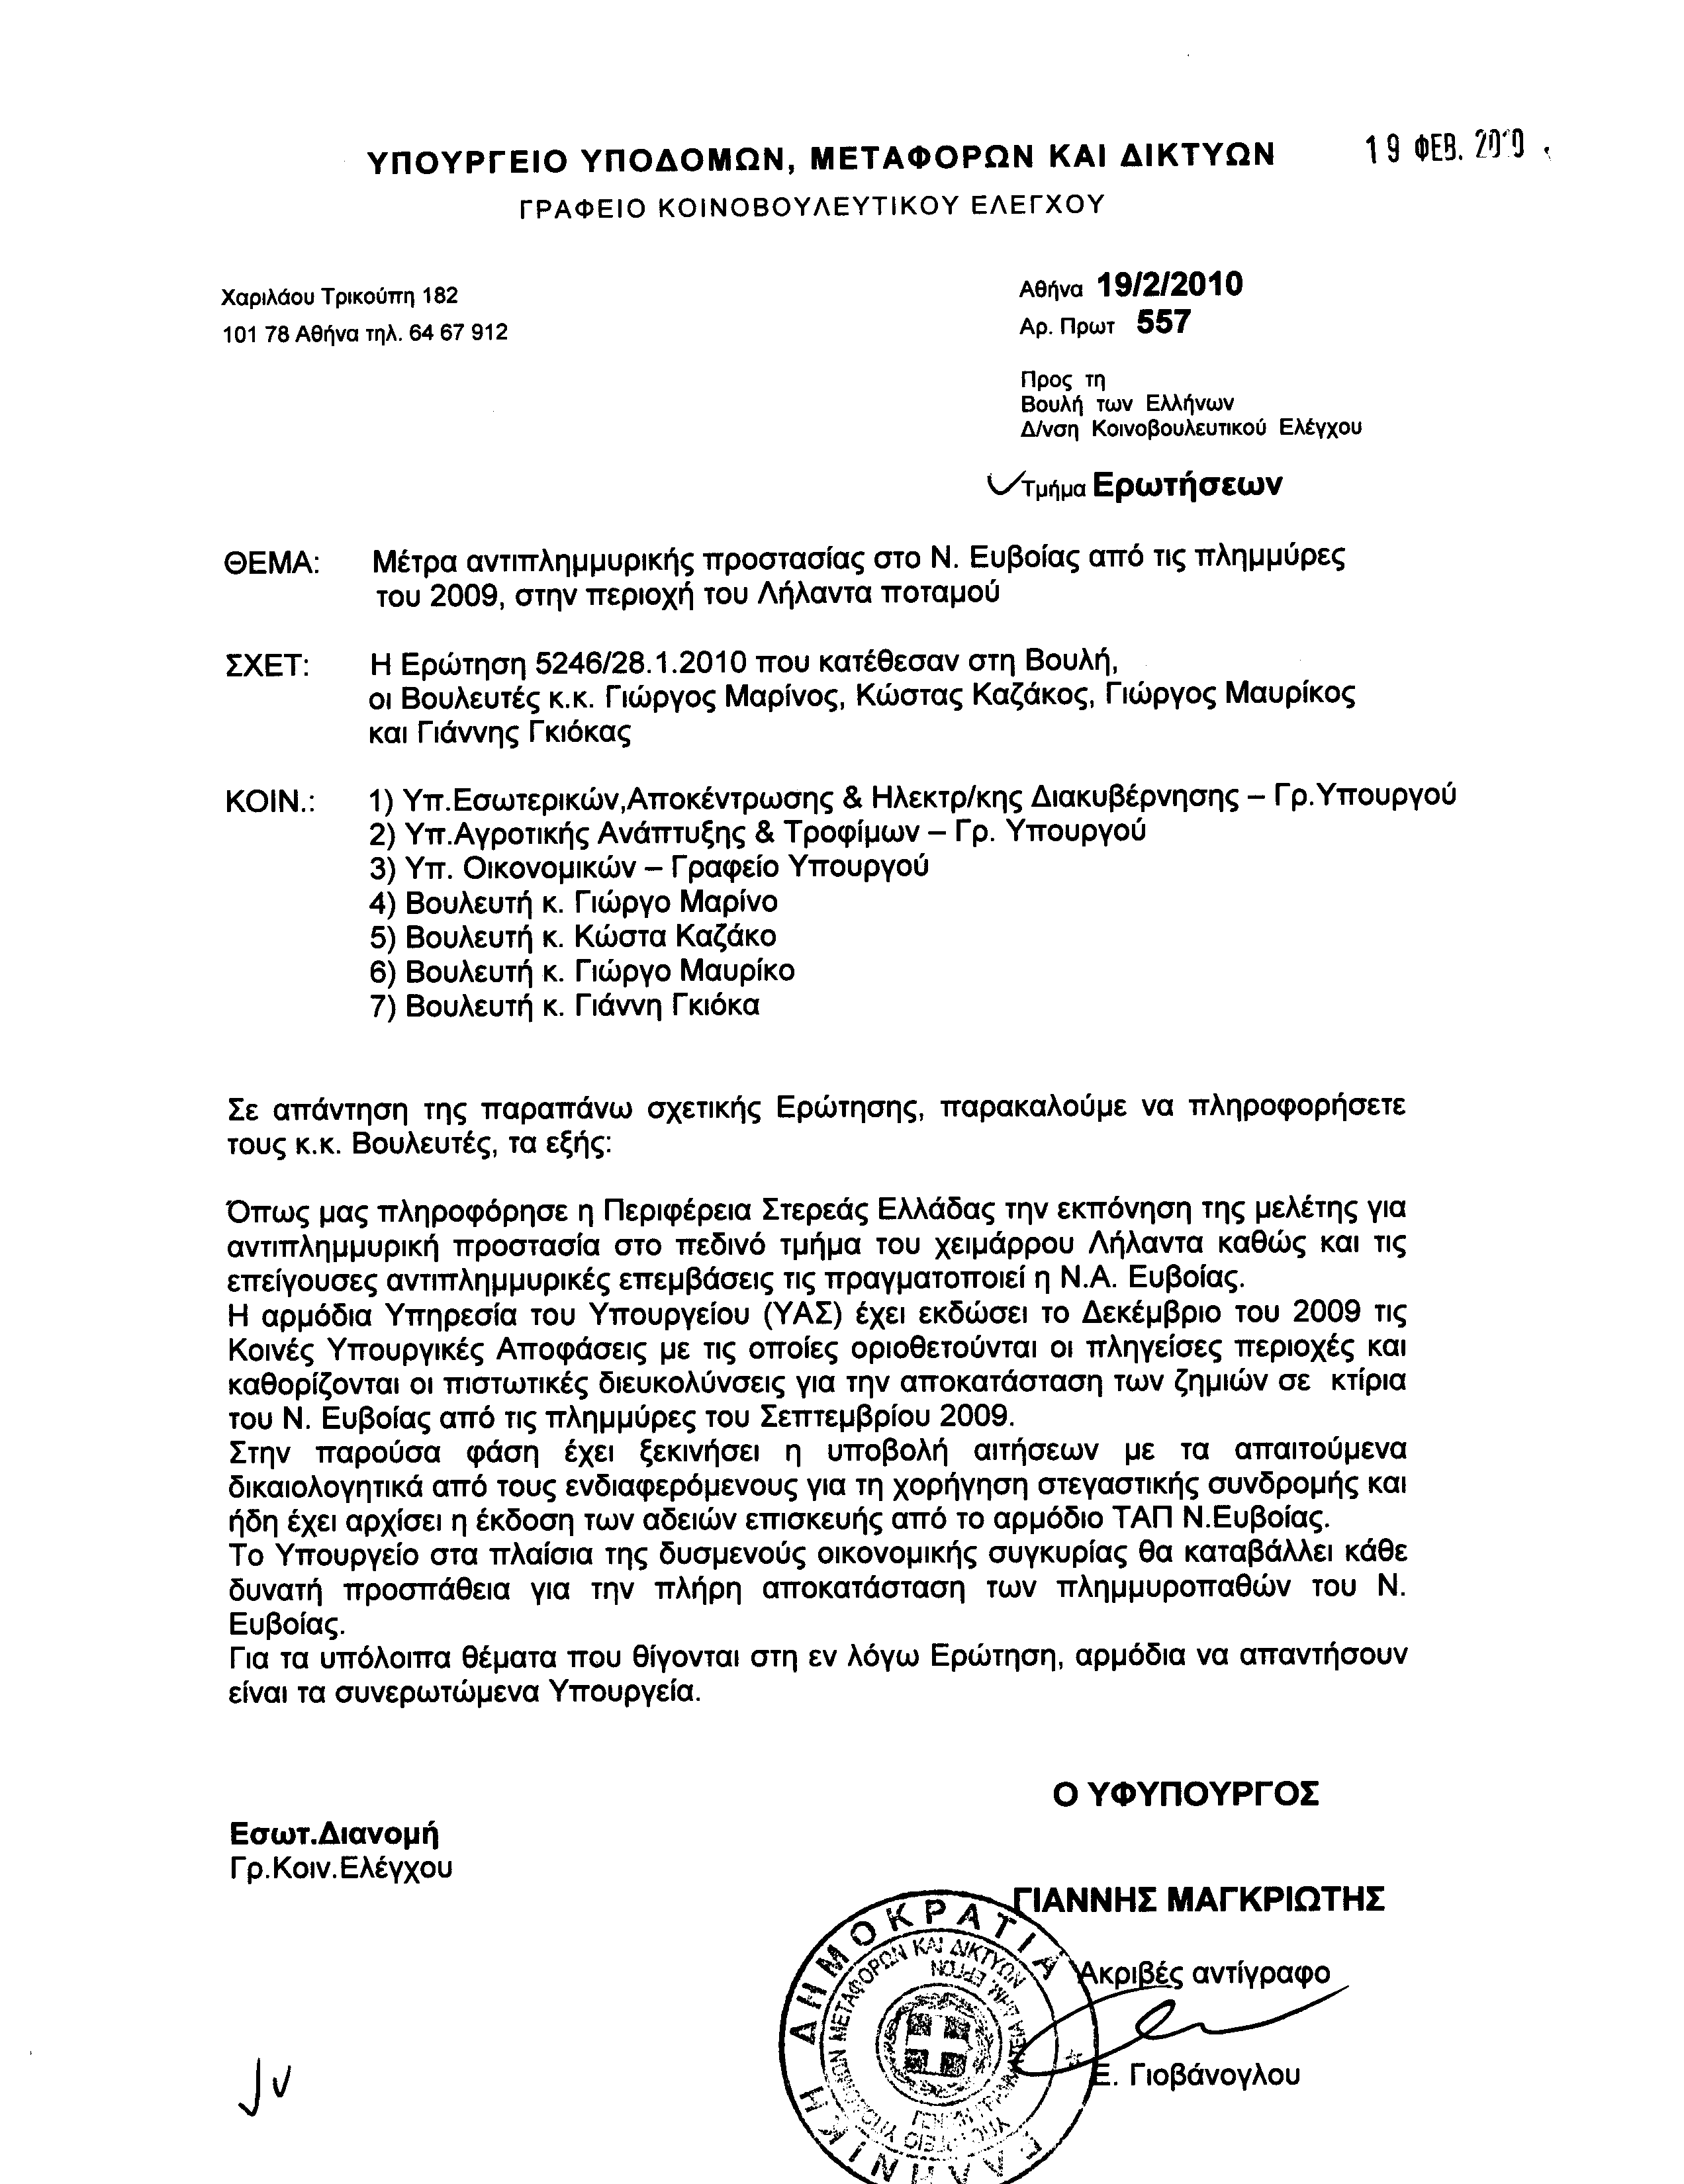 19 ΦΕΒ. 2010
ΥΠΟΥΡΓΕΙΟ ΥΠΟΔΟΜΩΝ, ΜΕΤΑΦΟΡΩΝ ΚΑΙ ΔΙΚΤΥΩΝ
ΓΡΑΦΕΙΟ ΚΟΙΝΟΒΟΥΛΕΥΤΙΚΟΥ ΕΛΕΓΧΟΥ
Χαριλάου Τρικούπη 182
101 78 Αθήνα τηλ. 64 67 912
Αθήνα 19/2/2010
Αρ. Πρωτ 557
Προς τη
Βουλή των Ελλήνων
Δ/νση Κοινοβουλευτικού Ελέγχου
Τμήμα Ερωτήσεων
ΘΕΜΑ: Μέτρα αντιπλημμυρικής προστασίας στο Ν. Ευβοίας από τις πλημμύρες
του 2009, στην περιοχή του Λήλαντα ποταμού
ΣΧΕΤ: Η Ερώτηση 5246/28.1.2010 που κατέθεσαν στη Βουλή,
οι Βουλευτές κ.κ. Γιώργος Μαρίνος, Κώστας Καζάκος, Γιώργος Μαυρίκος
και Γιάννης Γκιόκας
ΚΟΙΝ.: 1) Υπ.Εσωτερικών,Αποκέντρωσης & Ηλεκτρ/κης Διακυβέρνησης – Γρ.Υπουργού
2) Υπ.Αγροτικής Ανάπτυξης & Τροφίμων – Γρ. Υπουργού
3) Υπ. Οικονομικών – Γραφείο Υπουργού
4) Βουλευτή κ. Γιώργο Μαρίνο
5) Βουλευτή κ. Κώστα Καζάκο
6) Βουλευτή κ. Γιώργο Μαυρίκο
7) Βουλευτή κ. Γιάννη Γκιόκα
Σε απάντηση της παραπάνω σχετικής Ερώτησης, παρακαλούμε να πληροφορήσετε
τους κ.κ. Βουλευτές, τα εξής:
Όπως μας πληροφόρησε η Περιφέρεια Στερεάς Ελλάδας την εκπόνηση της μελέτης για
αντιπλημμυρική προστασία στο πεδινό τμήμα του χειμάρρου Λήλαντα καθώς και τις
επείγουσες αντιπλημμυρικές επεμβάσεις τις πραγματοποιεί η Ν.Α. Ευβοίας.
Η αρμόδια Υπηρεσία του Υπουργείου (ΥΑΣ) έχει εκδώσει το Δεκέμβριο του 2009 τις
Κοινές Υπουργικές Αποφάσεις με τις οποίες οριοθετούνται οι πληγείσες περιοχές και
καθορίζονται οι πιστωτικές διευκολύνσεις για την αποκατάσταση των ζημιών σε κτίρια
του Ν. Ευβοίας από τις πλημμύρες του Σεπτεμβρίου 2009.
Στην παρούσα φάση έχει ξεκινήσει η υποβολή αιτήσεων με τα απαιτούμενα
δικαιολογητικά από τους ενδιαφερόμενους για τη χορήγηση στεγαστικής συνδρομής και
ήδη έχει αρχίσει η έκδοση των αδειών επισκευής από το αρμόδιο ΤΑΠ Ν.Ευβοίας.
Το Υπουργείο στα πλαίσια της δυσμενούς οικονομικής συγκυρίας θα καταβάλλει κάθε
δυνατή προσπάθεια για την πλήρη αποκατάσταση των πλημμυροπαθών του Ν.
Ευβοίας.
Για τα υπόλοιπα θέματα που θίγονται στη εν λόγω Ερώτηση, αρμόδια να απαντήσουν
είναι τα συνερωτώμενα Υπουργεία.
Ο ΥΦΥΠΟΥΡΓΟΣ
Εσωτ.Διανομή
Γρ.Κοιν.Ελέγχου
ΓΙΑΝΝΗΣ ΜΑΓΚΡΙΩΤΗΣ
Ακριβές αντίγραφο
Ε. Γιοβάνογλου
ΕΛΛΗΝΙΚΗ ΔΗΜΟΚΡΑΤΙΑ
ΜΕΤΑΦΟΡΩΝ ΚΑΙ ΔΙΚΤΥΩΝ